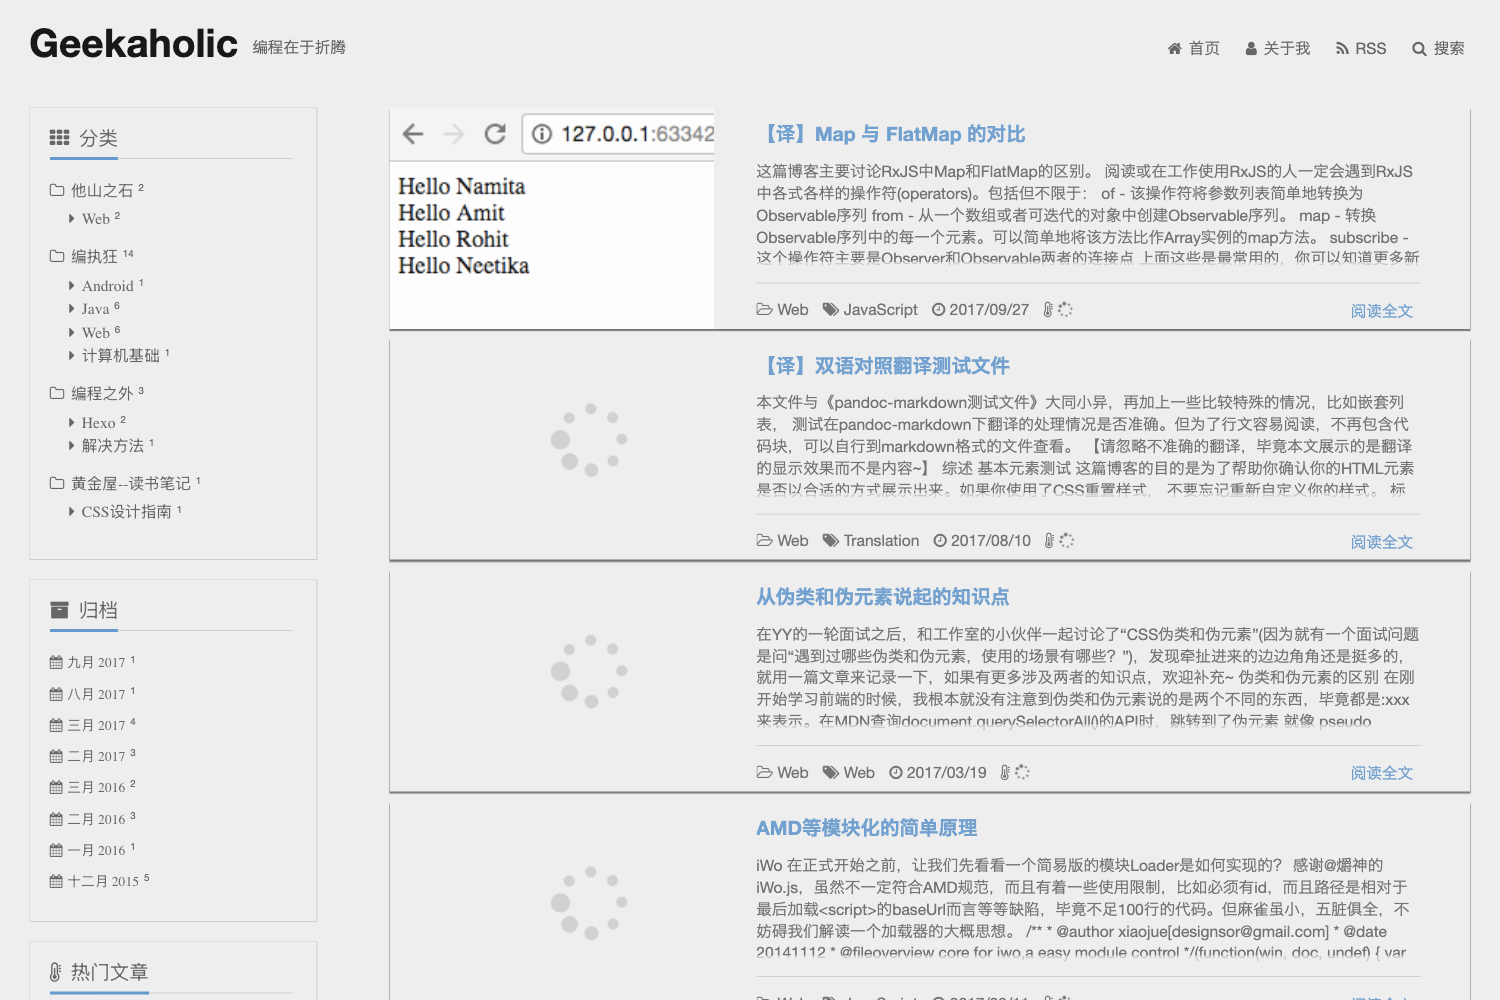 Geekaholic 编程在于折腾
首页 关于我 RSS 搜索
分类
他山之石 2
Web 2
编执狂 14
Android 1
Java 6
Web 6
计算机基础 1
编程之外 3
Hexo 2
解决方法 1
黄金屋--读书笔记 1
CSS设计指南 1
归档
九月 2017 1
八月 2017 1
三月 2017 4
二月 2017 3
三月 2016 2
二月 2016 3
一月 2016 1
十二月 2015 5
热门文章
127.0.0.1:63342
Hello Namita
Hello Amit
Hello Rohit
Hello Neetika
【译】Map 与 FlatMap 的对比
这篇博客主要讨论RxJS中Map和FlatMap的区别。 阅读或在工作使用RxJS的人一定会遇到RxJS
中各式各样的操作符(operators)。包括但不限于： of - 该操作符将参数列表简单地转换为
Observable序列 from - 从一个数组或者可迭代的对象中创建Observable序列。 map - 转换
Observable序列中的每一个元素。可以简单地将该方法比作Array实例的map方法。 subscribe -
这个操作符主要是Observer和Observable两者的连接点 上面这些是最常用的，你可以知道更多新
Web JavaScript 2017/09/27 阅读全文
【译】双语对照翻译测试文件
本文件与《pandoc-markdown测试文件》大同小异，再加上一些比较特殊的情况，比如嵌套列
表， 测试在pandoc-markdown下翻译的处理情况是否准确。但为了行文容易阅读，不再包含代
码块，可以自行到markdown格式的文件查看。 【请忽略不准确的翻译，毕竟本文展示的是翻译
的显示效果而不是内容~】 综述 基本元素测试 这篇博客的目的是为了帮助你确认你的HTML元素
是否以合适的方式展示出来。如果你使用了CSS重置样式， 不要忘记重新自定义你的样式。 标
Web Translation 2017/08/10 阅读全文
从伪类和伪元素说起的知识点
在YY的一轮面试之后，和工作室的小伙伴一起讨论了“CSS伪类和伪元素”(因为就有一个面试问题
是问“遇到过哪些伪类和伪元素，使用的场景有哪些？”)，发现牵扯进来的边边角角还是挺多的，
就用一篇文章来记录一下，如果有更多涉及两者的知识点，欢迎补充~ 伪类和伪元素的区别 在刚
开始学习前端的时候，我根本就没有注意到伪类和伪元素说的是两个不同的东西，毕竟都是:xxx
来表示。在MDN查询document.querySelectorAll()的API时，跳转到了伪元素 就像 pseudo
Web Web 2017/03/19 阅读全文
AMD等模块化的简单原理
iWo 在正式开始之前，让我们先看看一个简易版的模块Loader是如何实现的？ 感谢@嚼神的
iWo.js，虽然不一定符合AMD规范，而且有着一些使用限制，比如必须有id，而且路径是相对于
最后加载<script>的baseUrl而言等等缺陷，毕竟不足100行的代码。但麻雀虽小，五脏俱全，不
妨碍我们解读一个加载器的大概思想。 /** * @author xiaojue[designsor@gmail.com] * @date
20141112 * @fileoverview core for iwo,a easy module control */(function(win, doc, undef) { var